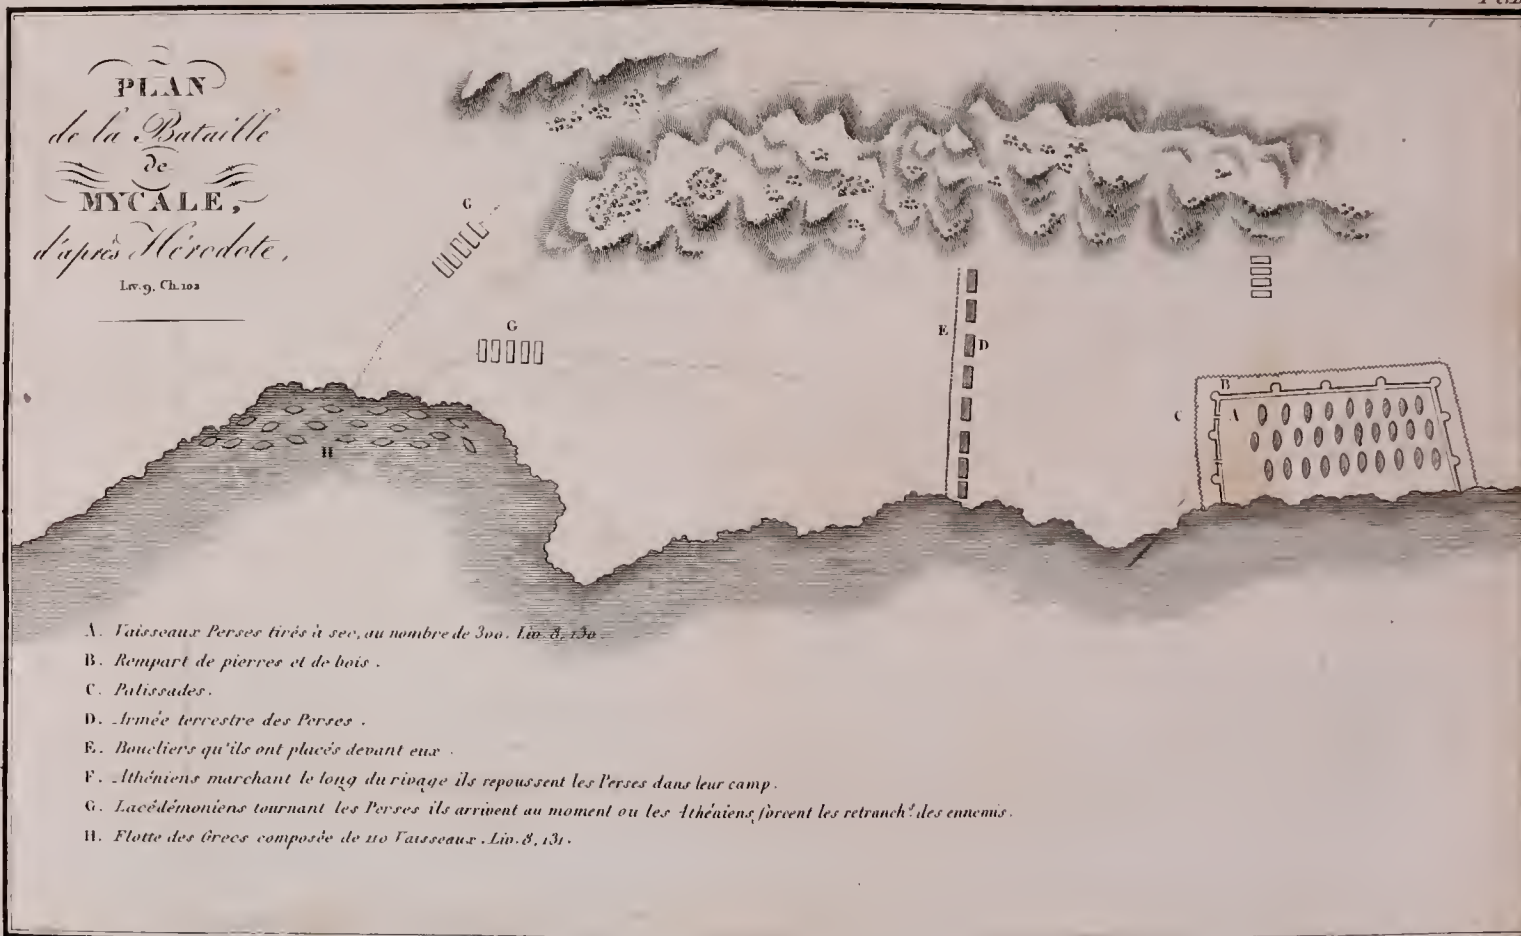 PLAN
de la Bataille
de
MYCALE,
d'après Hérodote,
Liv. 9, Ch. 102
G
G
E
D
B
C
A
H
A. Vaisseaux Perses tirés à sec, au nombre de 300. Liv. 8, 130.
B. Rempart de pierres et de bois.
C. Palissades.
D. Armée terrestre des Perses.
E. Boucliers qu'ils ont placés devant eux.
F. Athéniens marchant le long du rivage ils repoussent les Perses dans leur camp.
G. Lacédémoniens tournant les Perses ils arrivent au moment ou les Athéniens forcent les retranch.ts des ennemis.
H. Flotte des Grecs composée de 110 Vaisseaux. Liv. 8, 131.